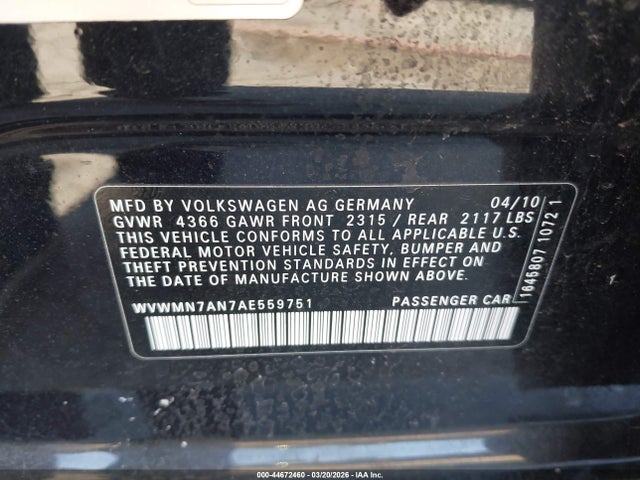 MFD BY VOLKSWAGEN AG GERMANY 04/10
GVWR 4366 GAWR FRONT 2315 / REAR 2117 LBS
THIS VEHICLE CONFORMS TO ALL APPLICABLE U.S.
FEDERAL MOTOR VEHICLE SAFETY, BUMPER AND
THEFT PREVENTION STANDARDS IN EFFECT ON
THE DATE OF MANUFACTURE SHOWN ABOVE.
WVWMN7AN7AE559751 PASSENGER CAR
1645807 1072 1
000-44672460 - 03/20/2026 - IAA Inc.